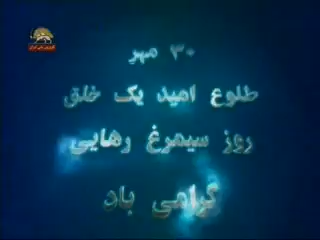 ۳۰ مهر
طلوع امید یک خلق
روز سیمرغ رهایی
گرامی باد